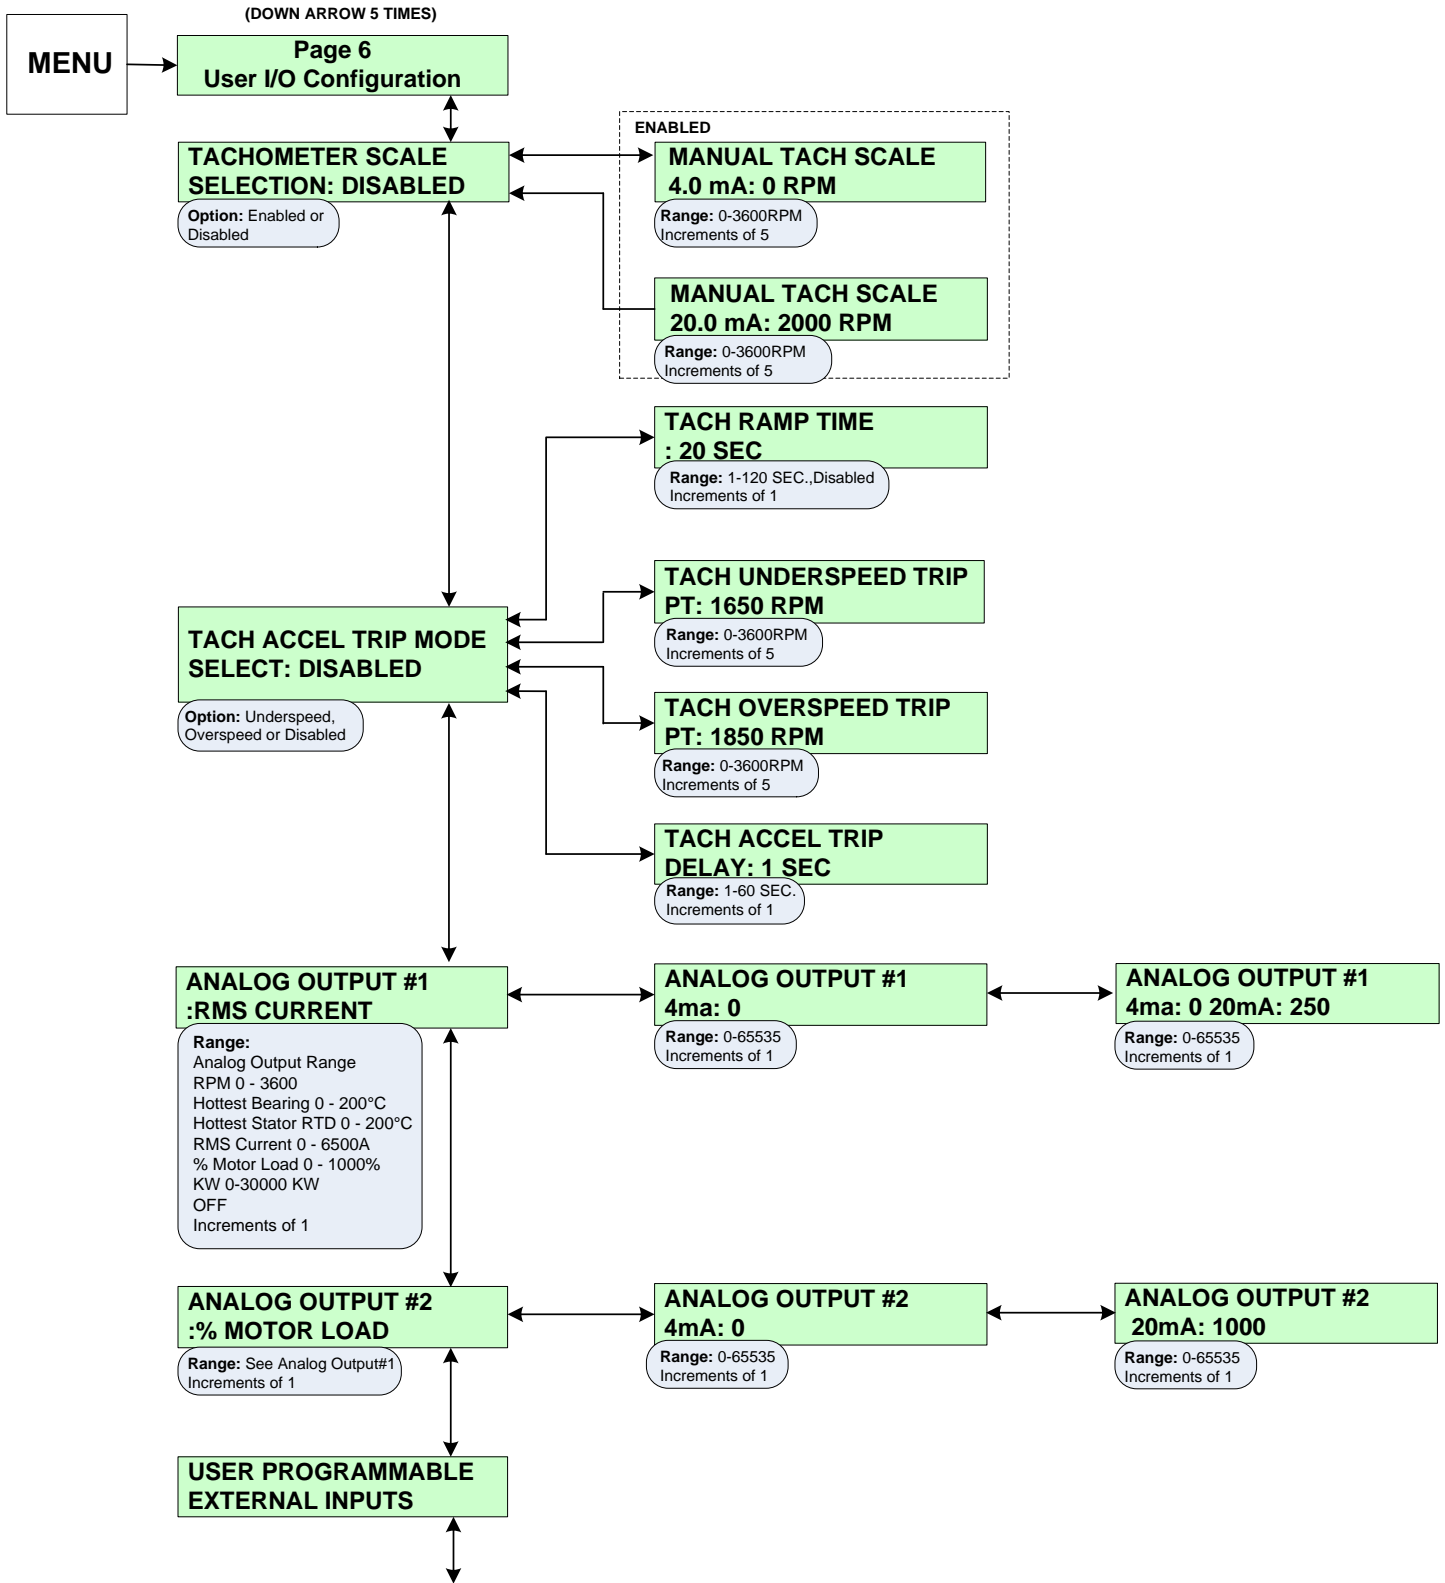 (DOWN ARROW 5 TIMES)
MENU
Page 6
User I/O Configuration
TACHOMETER SCALE
SELECTION: DISABLED
Option: Enabled or
Disabled
ENABLED
MANUAL TACH SCALE
4.0 mA: 0 RPM
Range: 0-3600RPM
Increments of 5
MANUAL TACH SCALE
20.0 mA: 2000 RPM
Range: 0-3600RPM
Increments of 5
TACH RAMP TIME
: 20 SEC
Range: 1-120 SEC.,Disabled
Increments of 1
TACH UNDERSPEED TRIP
PT: 1650 RPM
Range: 0-3600RPM
Increments of 5
TACH ACCEL TRIP MODE
SELECT: DISABLED
Option: Underspeed,
Overspeed or Disabled
TACH OVERSPEED TRIP
PT: 1850 RPM
Range: 0-3600RPM
Increments of 5
TACH ACCEL TRIP
DELAY: 1 SEC
Range: 1-60 SEC.
Increments of 1
ANALOG OUTPUT #1
:RMS CURRENT
Range:
Analog Output Range
RPM 0 - 3600
Hottest Bearing 0 - 200°C
Hottest Stator RTD 0 - 200°C
RMS Current 0 - 6500A
% Motor Load 0 - 1000%
KW 0-30000 KW
OFF
Increments of 1
ANALOG OUTPUT #1
4ma: 0
Range: 0-65535
Increments of 1
ANALOG OUTPUT #1
4ma: 0 20mA: 250
Range: 0-65535
Increments of 1
ANALOG OUTPUT #2
:% MOTOR LOAD
Range: See Analog Output#1
Increments of 1
ANALOG OUTPUT #2
4mA: 0
Range: 0-65535
Increments of 1
ANALOG OUTPUT #2
20mA: 1000
Range: 0-65535
Increments of 1
USER PROGRAMMABLE
EXTERNAL INPUTS